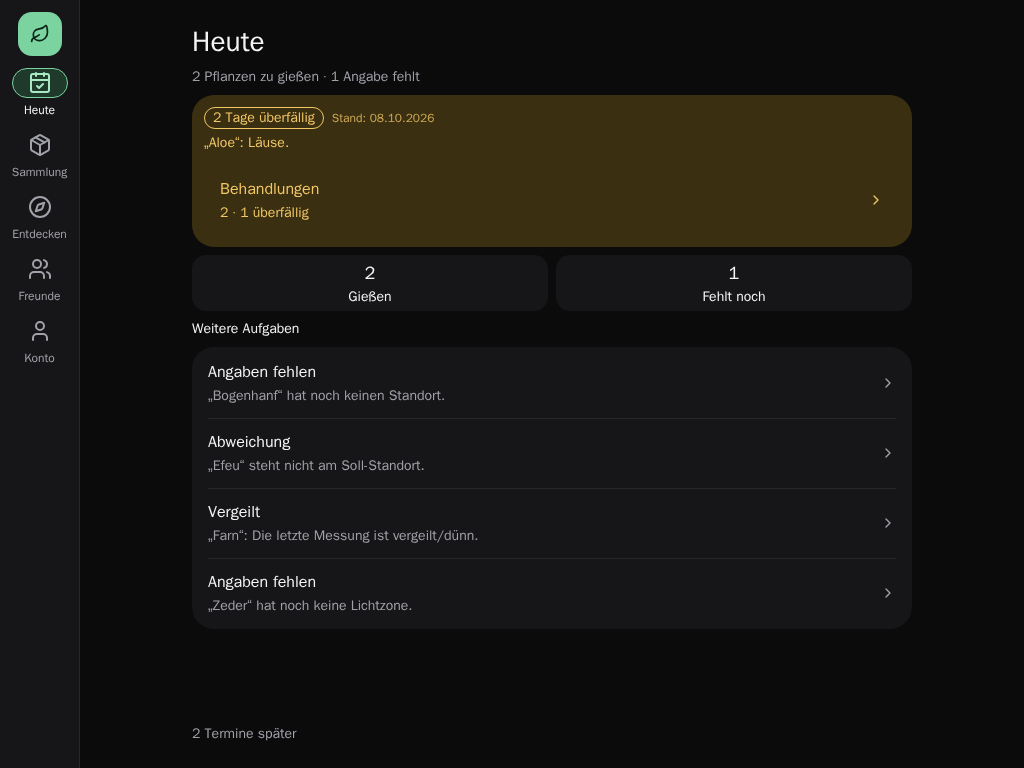 Heute
Sammlung
Entdecken
Freunde
Konto
Heute
2 Pflanzen zu gießen · 1 Angabe fehlt
2 Tage überfällig Stand: 08.10.2026
„Aloe“: Läuse.
Behandlungen
2 · 1 überfällig
2
Gießen
1
Fehlt noch
Weitere Aufgaben
Angaben fehlen
„Bogenhanf“ hat noch keinen Standort.
Abweichung
„Efeu“ steht nicht am Soll-Standort.
Vergeilt
„Farn“: Die letzte Messung ist vergeilt/dünn.
Angaben fehlen
„Zeder“ hat noch keine Lichtzone.
2 Termine später